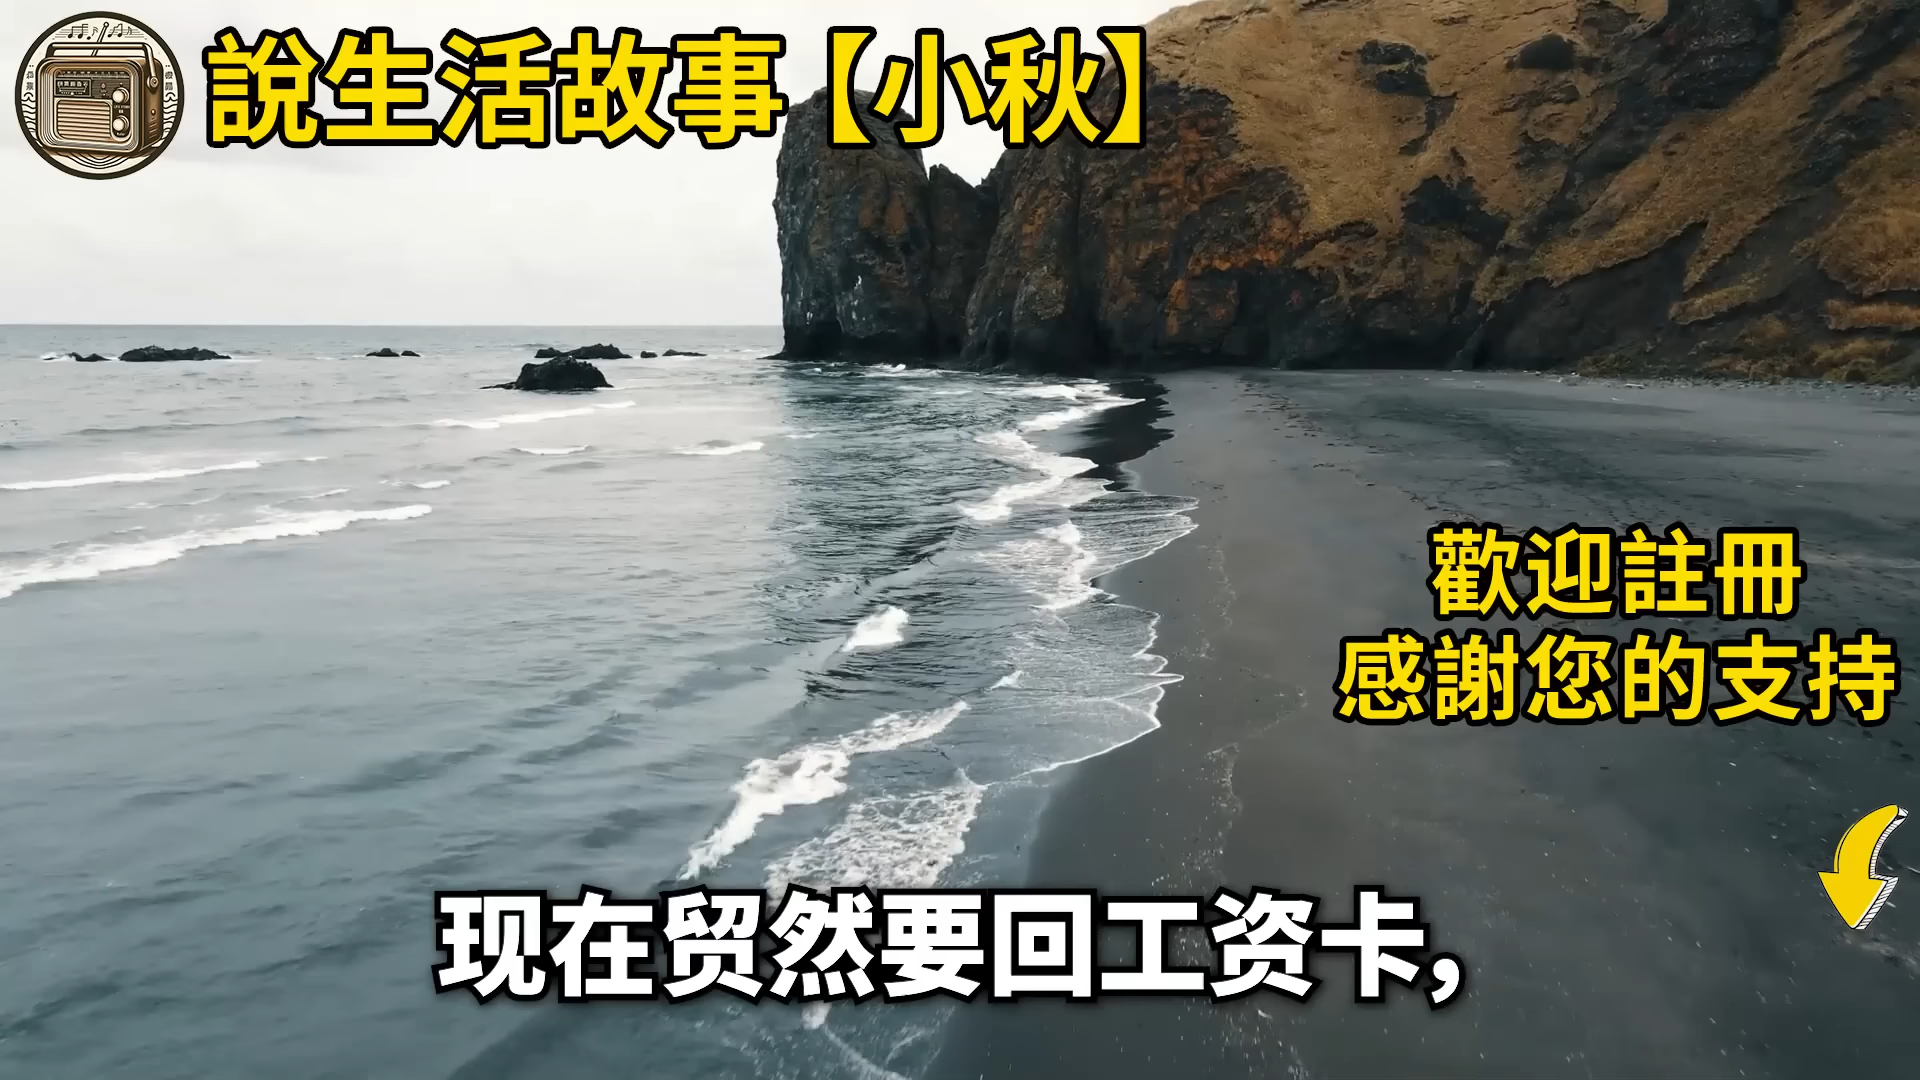 說生活故事【小秋】
歡迎註冊
感謝您的支持
现在贸然要回工资卡,